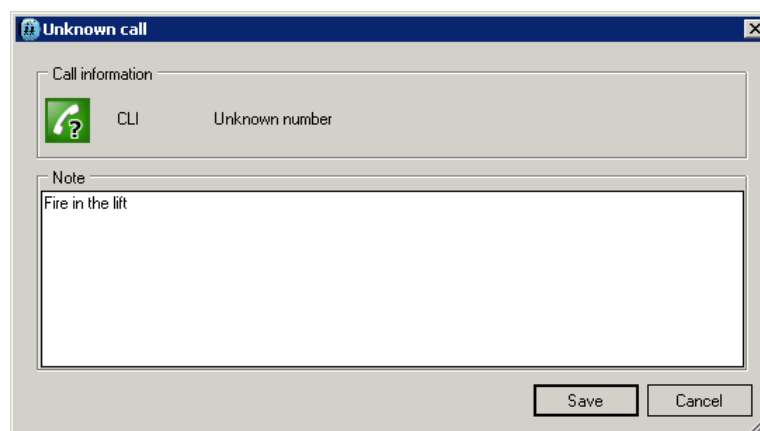 Unknown call
Call information
CLI Unknown number
Note
Fire in the lift
Save Cancel